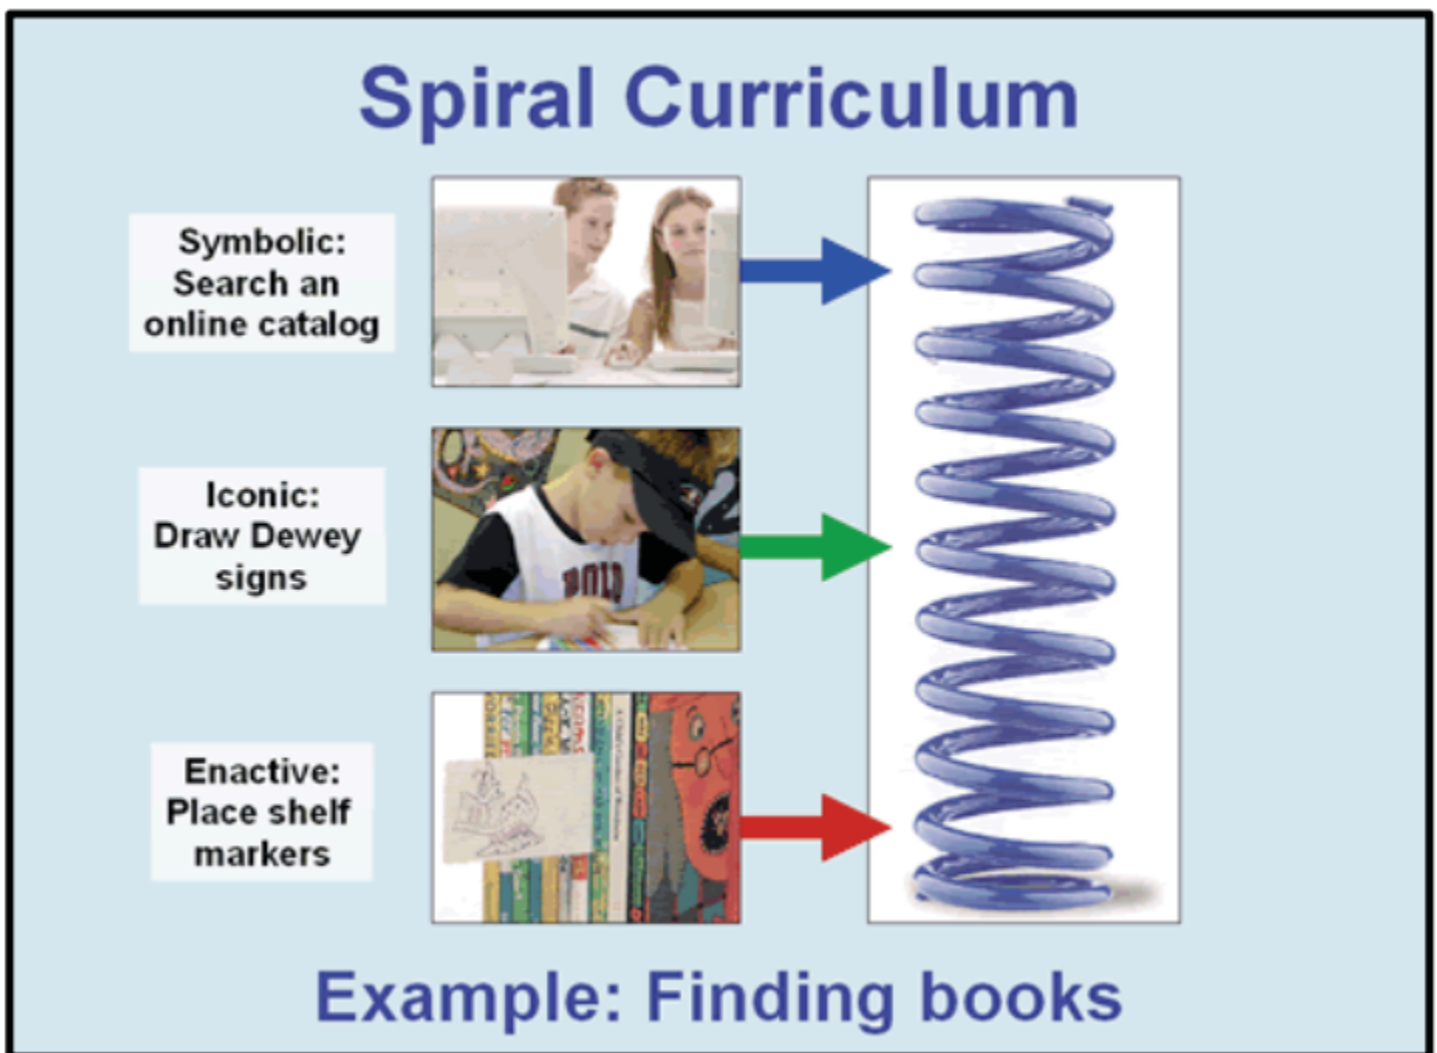 Spiral Curriculum
Symbolic:
Search an
online catalog
Iconic:
Draw Dewey
signs
Enactive:
Place shelf
markers
Example: Finding books